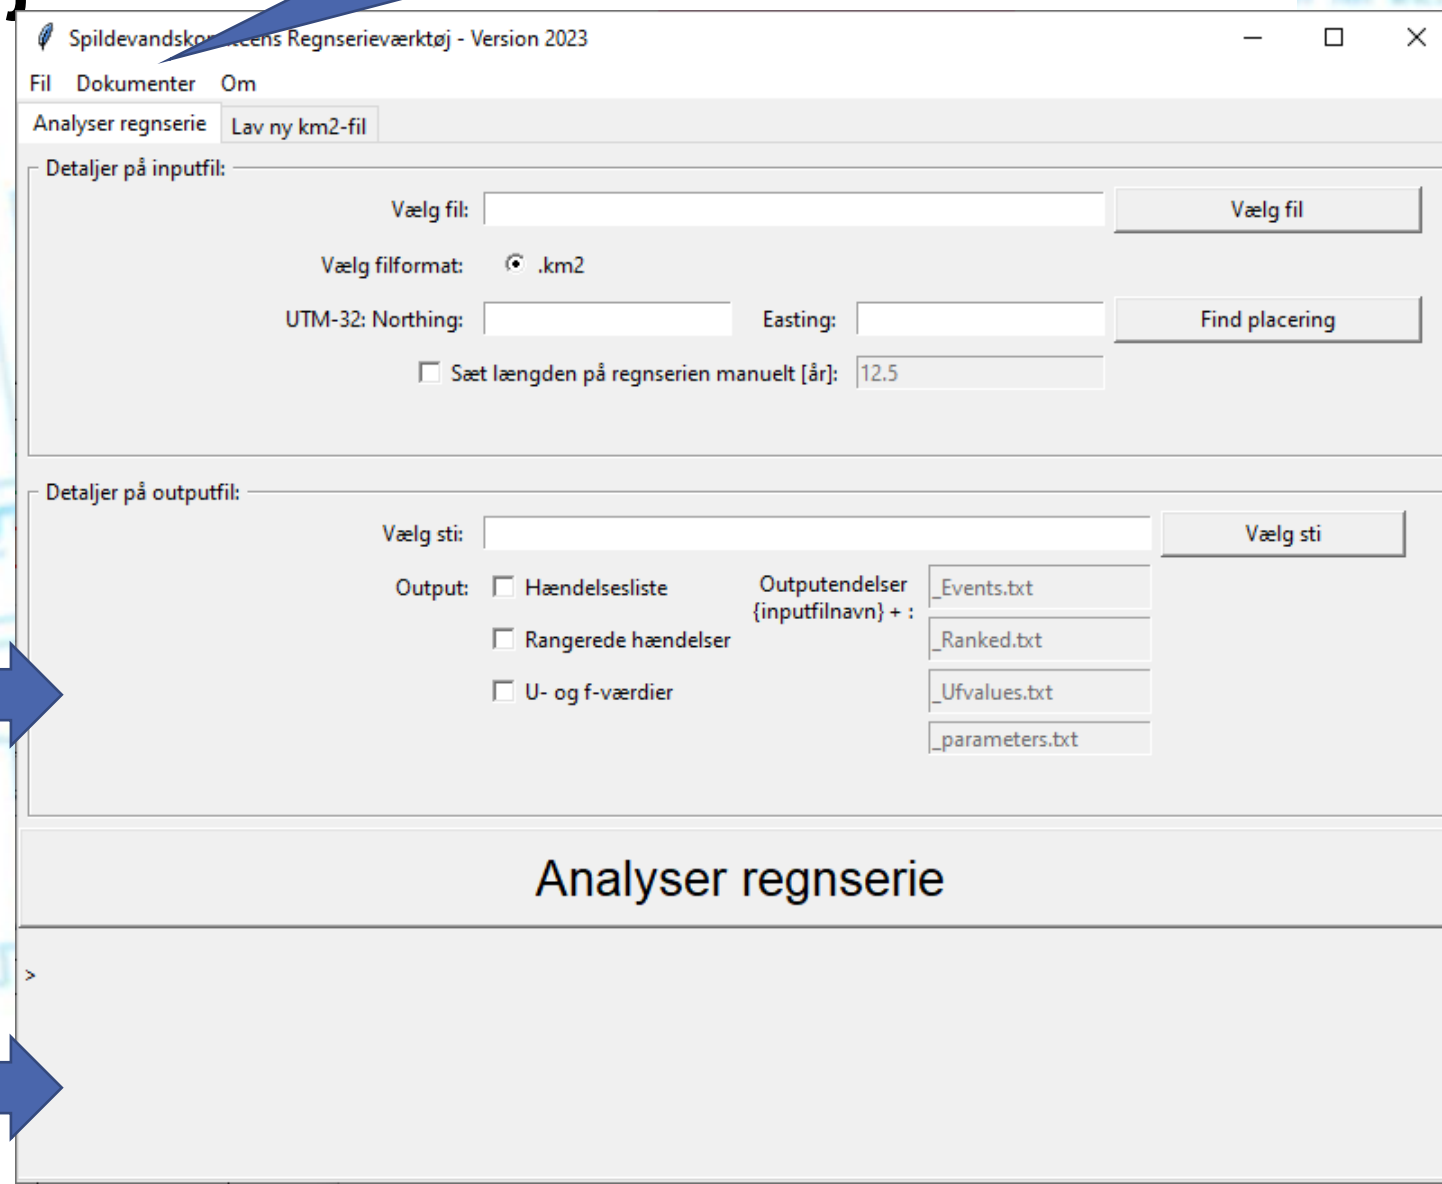 Spildevandskomiteens Regnserieværktøj - Version 2023
Fil Dokumenter Om
Analyser regnserie Lav ny km2-fil
Detaljer på inputfil:
Vælg fil: Vælg fil
Vælg filformat: .km2
UTM-32: Northing: Easting: Find placering
Sæt længden på regnserien manuelt [år]: 12.5
Detaljer på outputfil:
Vælg sti: Vælg sti
Output: Hændelsesliste Outputendelser _Events.txt
{inputfilnavn} + :
Rangerede hændelser _Ranked.txt
U- og f-værdier _Ufvalues.txt
_parameters.txt
Analyser regnserie
>